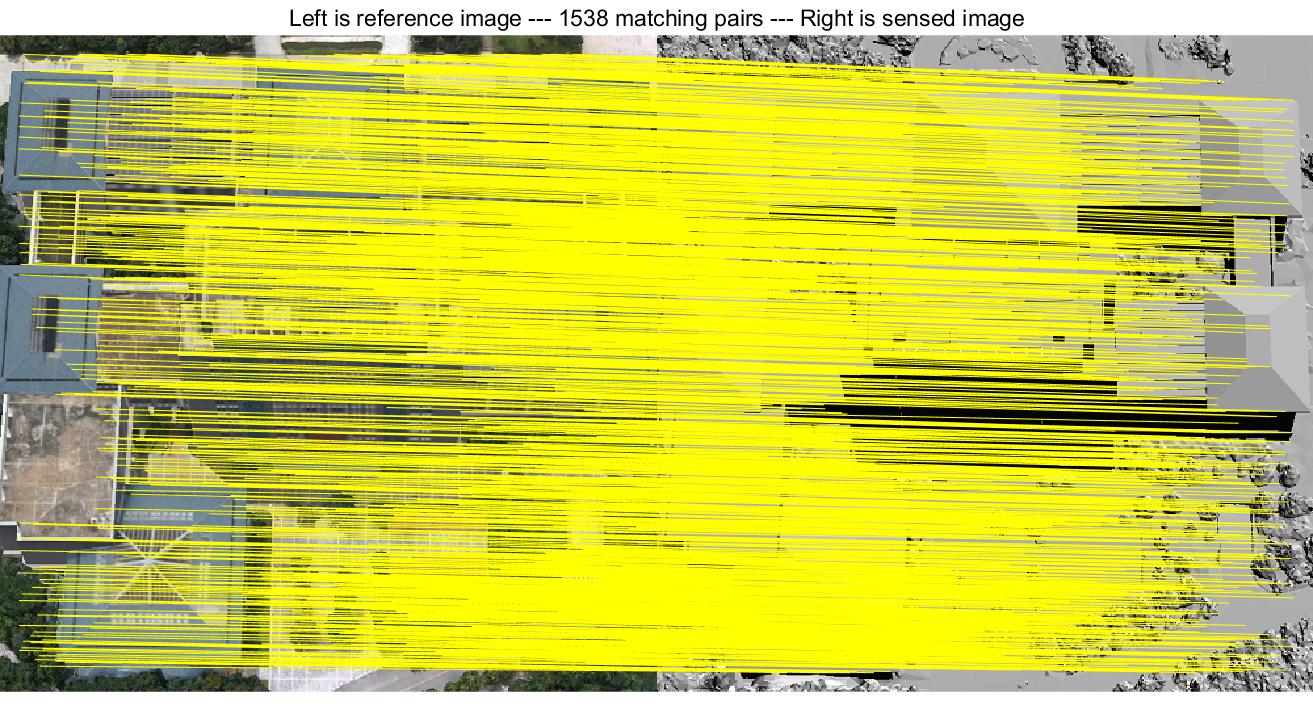 Left is reference image --- 1538 matching pairs --- Right is sensed image